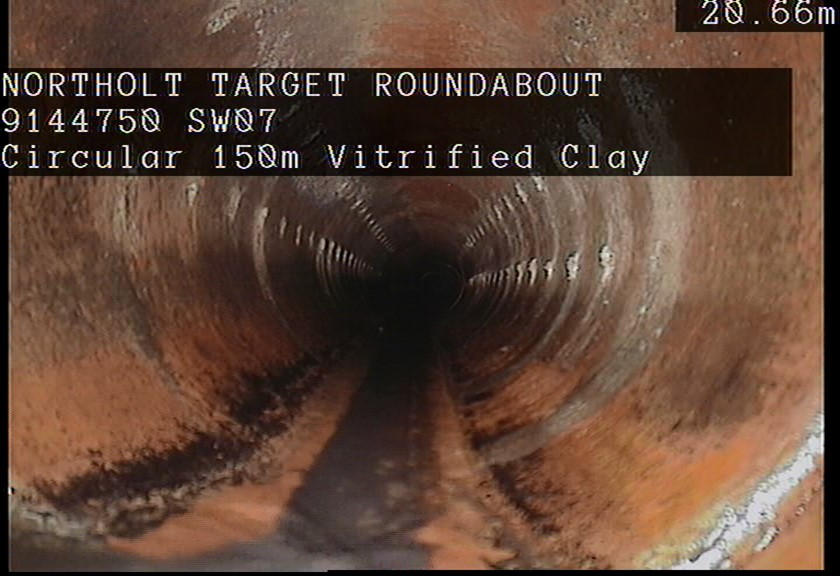 20.66m
NORTHOLT TARGET ROUNDABOUT
9144750 SW07
Circular 150m Vitrified Clay